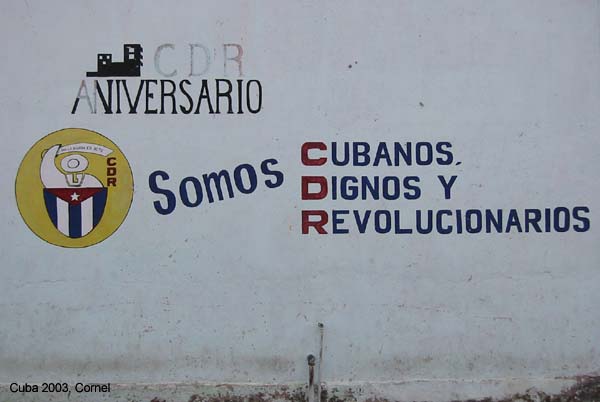 CDR
ANIVERSARIO
CDR
Somos CUBANOS,
DIGNOS Y
REVOLUCIONARIOS
Cuba 2003, Cornel